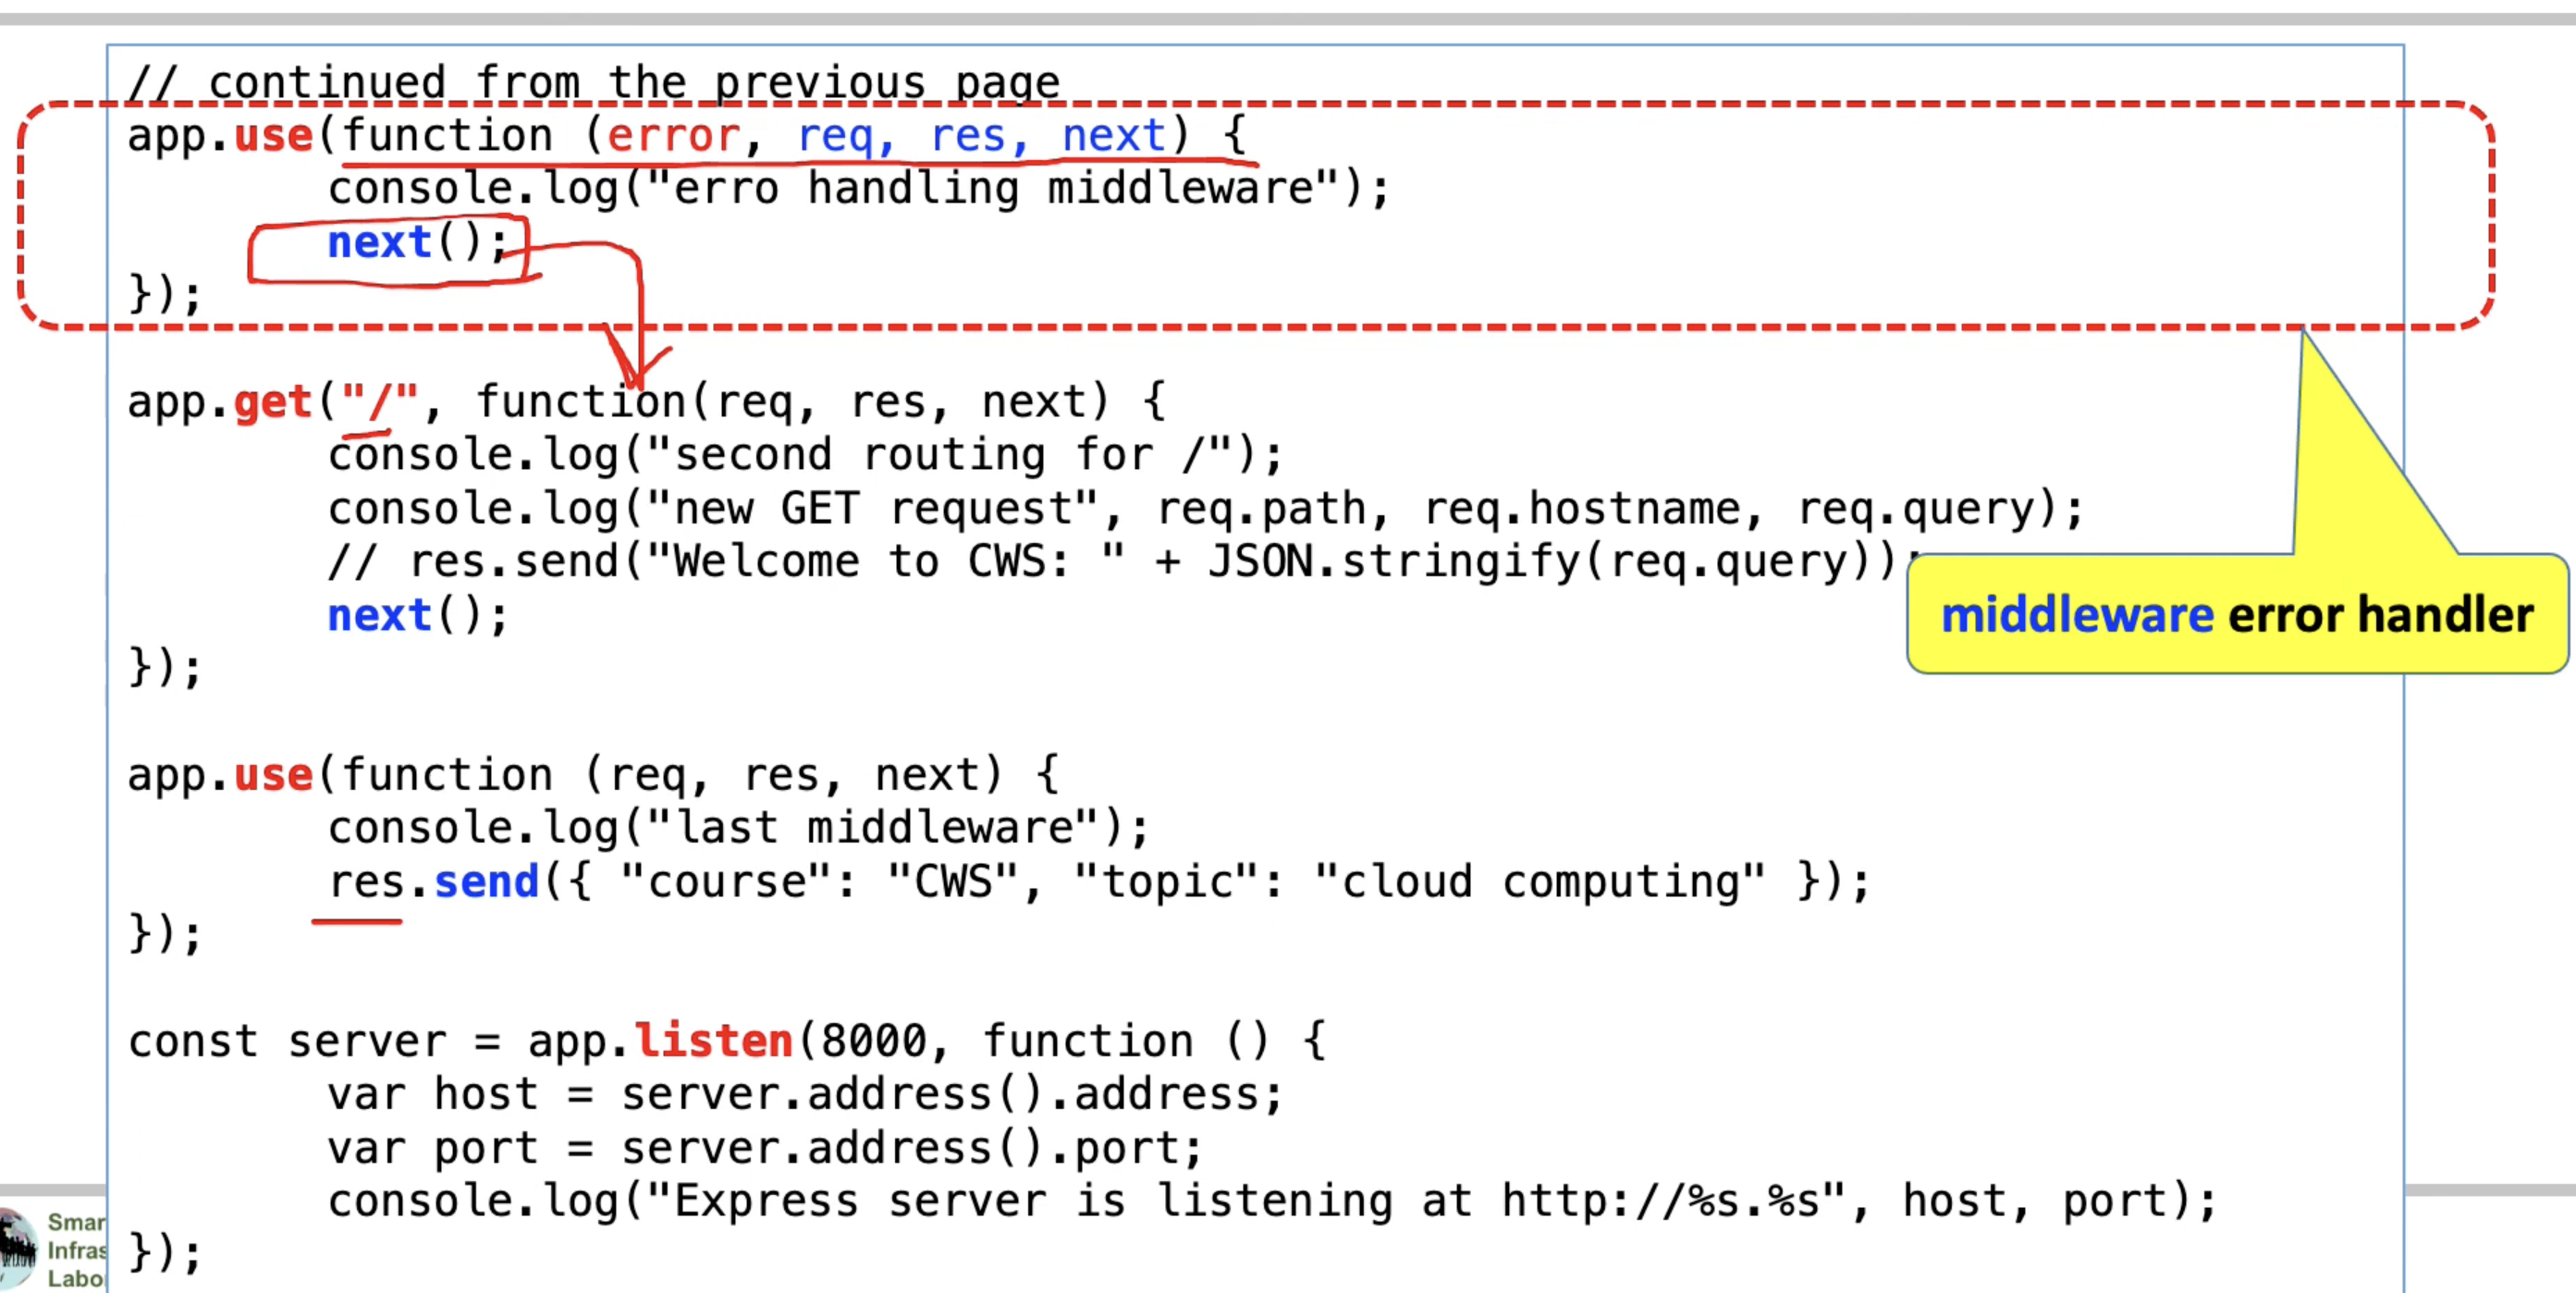 // continued from the previous page
app.use(function (error, req, res, next) {
console.log("erro handling middleware");
next();
});
app.get("/", function(req, res, next) {
console.log("second routing for /");
console.log("new GET request", req.path, req.hostname, req.query);
// res.send("Welcome to CWS: " + JSON.stringify(req.query));
next();
});
middleware error handler
app.use(function (req, res, next) {
console.log("last middleware");
res.send({ "course": "CWS", "topic": "cloud computing" });
});
const server = app.listen(8000, function () {
var host = server.address().address;
var port = server.address().port;
console.log("Express server is listening at http://%s.%s", host, port);
});
Smar
Infras
Labo